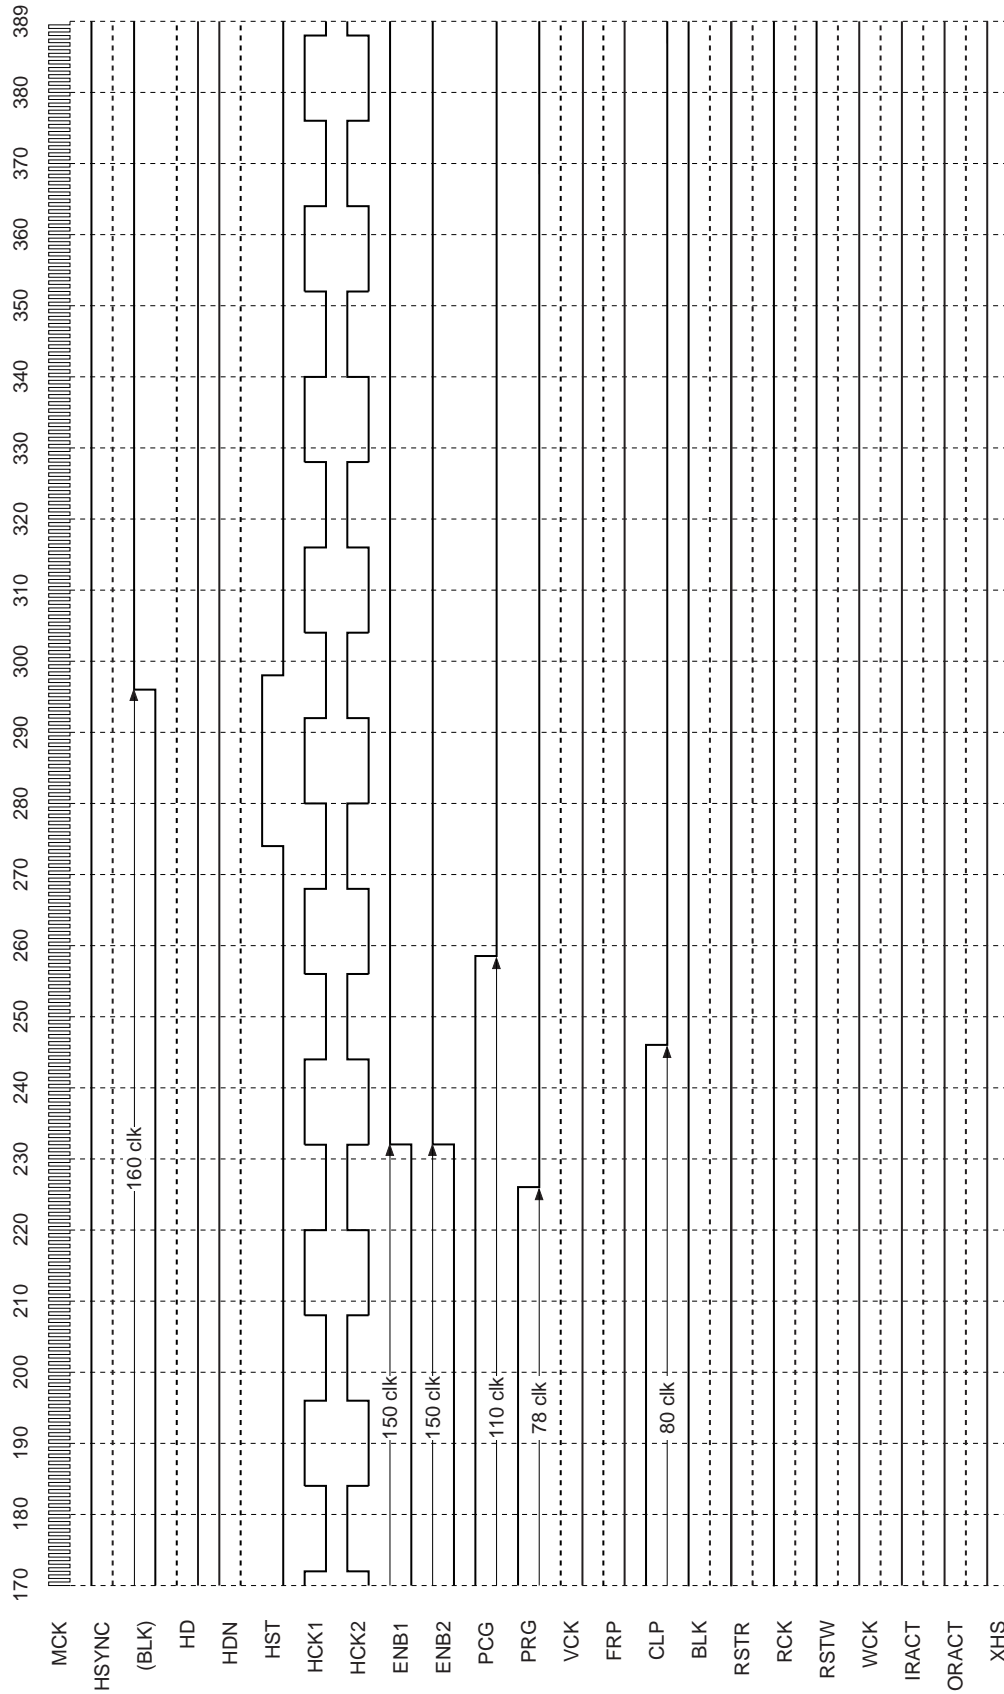 170 180 190 200 210 220 230 240 250 260 270 280 290 300 310 320 330 340 350 360 370 380 389
MCK
HSYNC
(BLK) 160 clk
HD
HDN
HST
HCK1
HCK2
ENB1 150 clk
ENB2 150 clk
PCG 110 clk
PRG 78 clk
VCK
FRP
CLP 80 clk
BLK
RSTR
RCK
RSTW
WCK
IRACT
ORACT
XHS